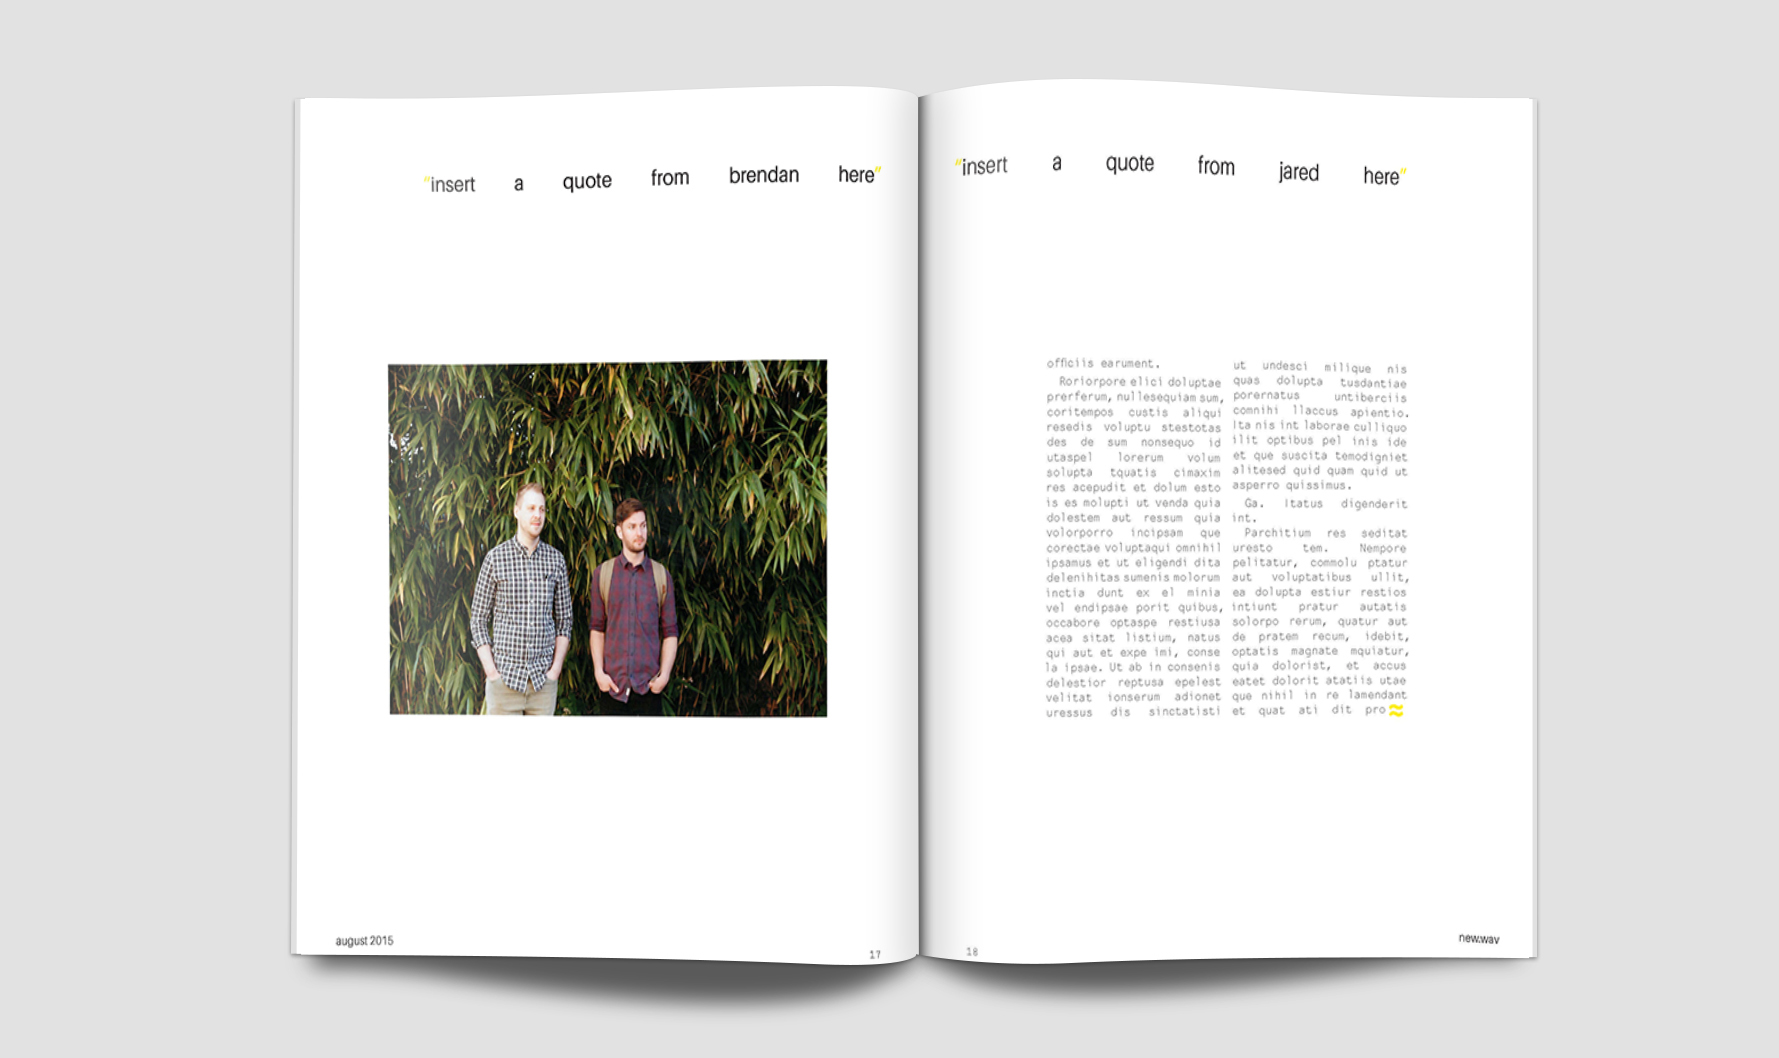 “insert a quote from brendan here”
august 2015
17
“insert a quote from jared here”
officiis earument.
Roriorpore elici doluptae
prerferum, nullesequiam sum,
coritempos custis aliqui
resedis voluptu stestotas
des de sum nonsequo id
utaspel lorerum volum
solupta tquatis cimaxim
res acepudit et dolum esto
is es molupti ut venda quia
dolestem aut ressum quia
volorporro incipsam que
corectae voluptaqui omnihil
ipsamus et ut eligendi dita
delenihitas sumenis molorum
inctia dunt ex el minia
vel endipsae porit quibus,
occabore optaspe restiusa
acea sitat listium, natus
qui aut et expe imi, conse
la ipsae. Ut ab in consenis
delestior reptusa epelest
velitat ionserum adionet
uressus dis sinctatisti
ut undesci milique nis
quas dolupta tusdantiae
porernatus untiberciis
comnihi llaccus apientio.
Ita nis int laborae culliquo
ilit optibus pel inis ide
et que suscita temodigniet
alitesed quid quam quid ut
asperro quissimus.
Ga. Itatus digenderit
int.
Parchitium res seditat
uresto tem. Nempore
pelitatur, commolu ptatur
aut voluptatibus ullit,
ea dolupta estiur restios
intiunt pratur autatis
solorpo rerum, quatur aut
de pratem recum, idebit,
optatis magnate mquiatur,
quia dolorist, et accus
eatet dolorit atatiis utae
que nihil in re lamendant
et quat ati dit pro
18
new.wav